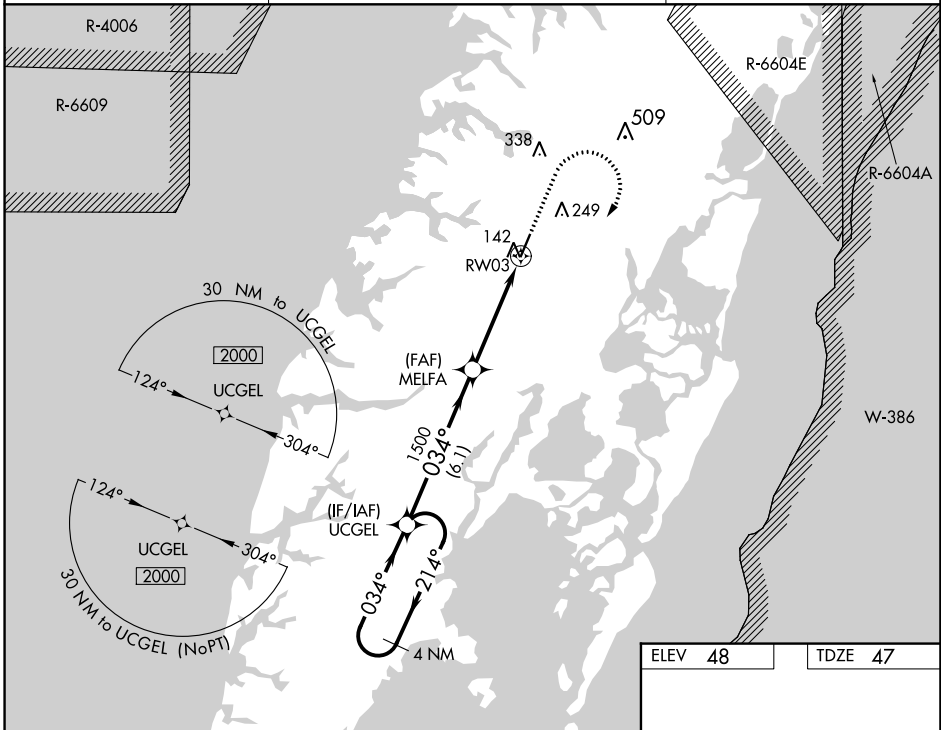 R-4006
R-6604E
R-6609
509
338
R-6604A
249
142
RW03
30 NM to UCGEL
2000
(FAF)
MELFA
124°
UCGEL
304°
W-386
1500
034°
(6.1)
124°
(IF/IAF)
UCGEL
UCGEL
304°
2000
034°
214°
30 NM to UCGEL (NoPT)
4 NM
ELEV 48
TDZE 47